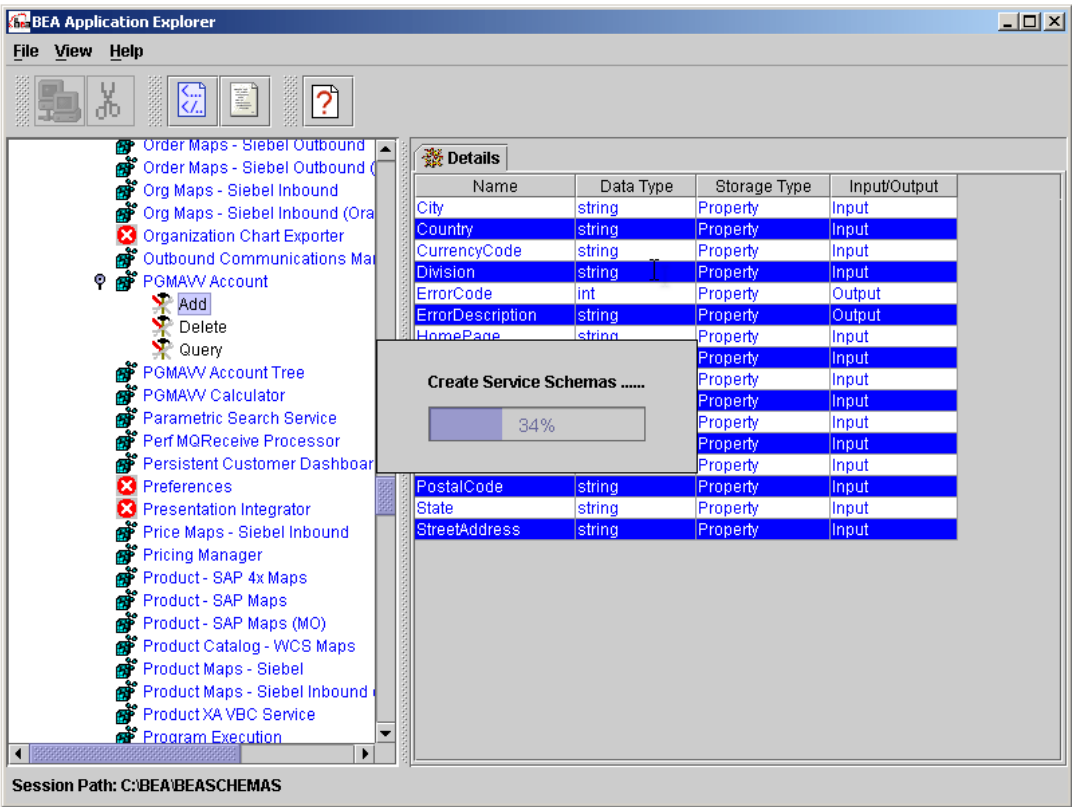 BEA Application Explorer
File View Help
Order Maps - Siebel Outbound
Order Maps - Siebel Outbound (
Org Maps - Siebel Inbound
Org Maps - Siebel Inbound (Ora
Organization Chart Exporter
Outbound Communications Ma
PGMAVV Account
Add
Delete
Query
PGMAVV Account Tree
PGMAVV Calculator
Parametric Search Service
Perf MQReceive Processor
Persistent Customer Dashboar
Preferences
Presentation Integrator
Price Maps - Siebel Inbound
Pricing Manager
Product - SAP 4x Maps
Product - SAP Maps
Product - SAP Maps (MO)
Product Catalog - WCS Maps
Product Maps - Siebel
Product Maps - Siebel Inbound
Product XA VBC Service
Program Execution
Details
Name Data Type Storage Type Input/Output
City string Property Input
Country string Property Input
CurrencyCode string Property Input
Division string Property Input
ErrorCode int Property Output
ErrorDescription string Property Output
HomePage string Property Input
Property Input
Property Input
Property Input
Property Input
Property Input
Property Input
PostalCode string Property Input
State string Property Input
StreetAddress string Property Input
Create Service Schemas ......
34%
Session Path: C:\BEA\BEASCHEMAS